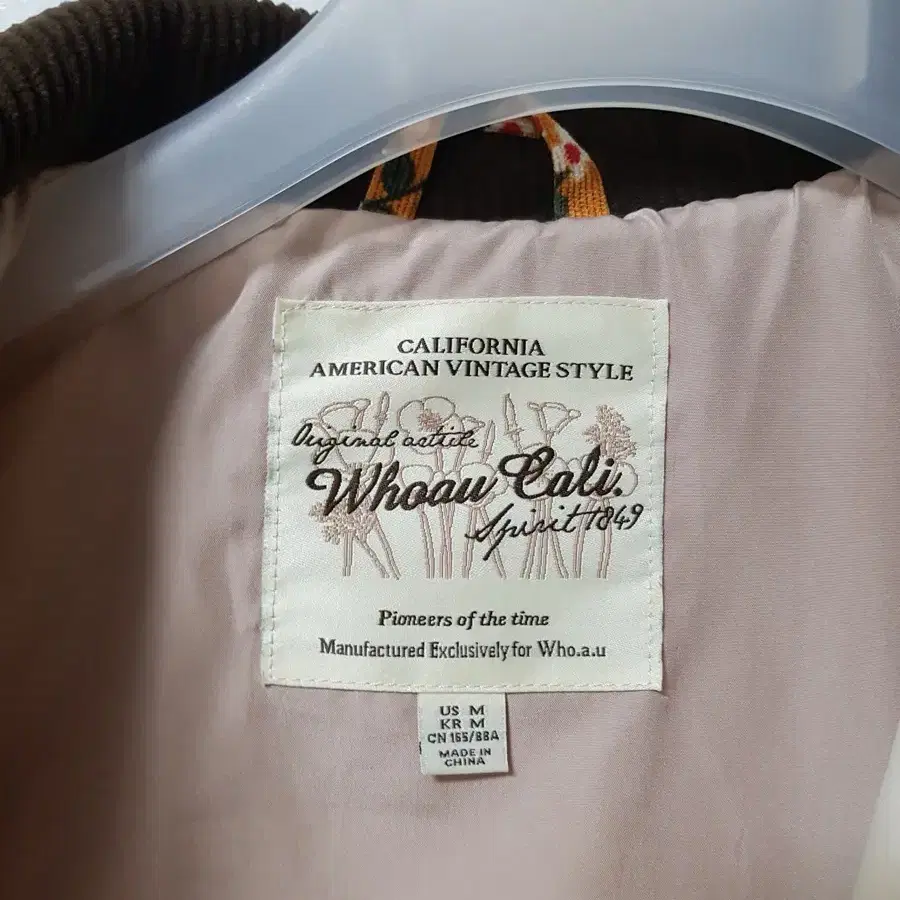 CALIFORNIA
AMERICAN VINTAGE STYLE
Original article
Whoau Cali.
Spirit 1849
Pioneers of the time
Manufactured Exclusively for Who.a.u
US M
KR M
CN 165/88A
MADE IN
CHINA